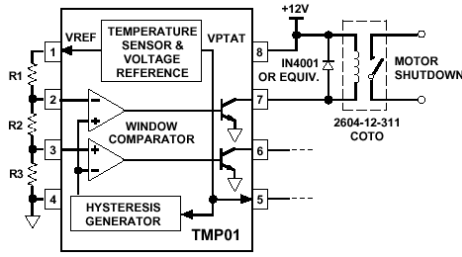 +12V
TEMPERATURE
SENSOR &
VOLTAGE
REFERENCE
VREF
VPTAT
1
8
R1
IN4001
OR EQUIV.
MOTOR
SHUTDOWN
2
7
2604-12-311
COTO
R2
WINDOW
COMPARATOR
3
6
R3
4
5
HYSTERESIS
GENERATOR
TMP01